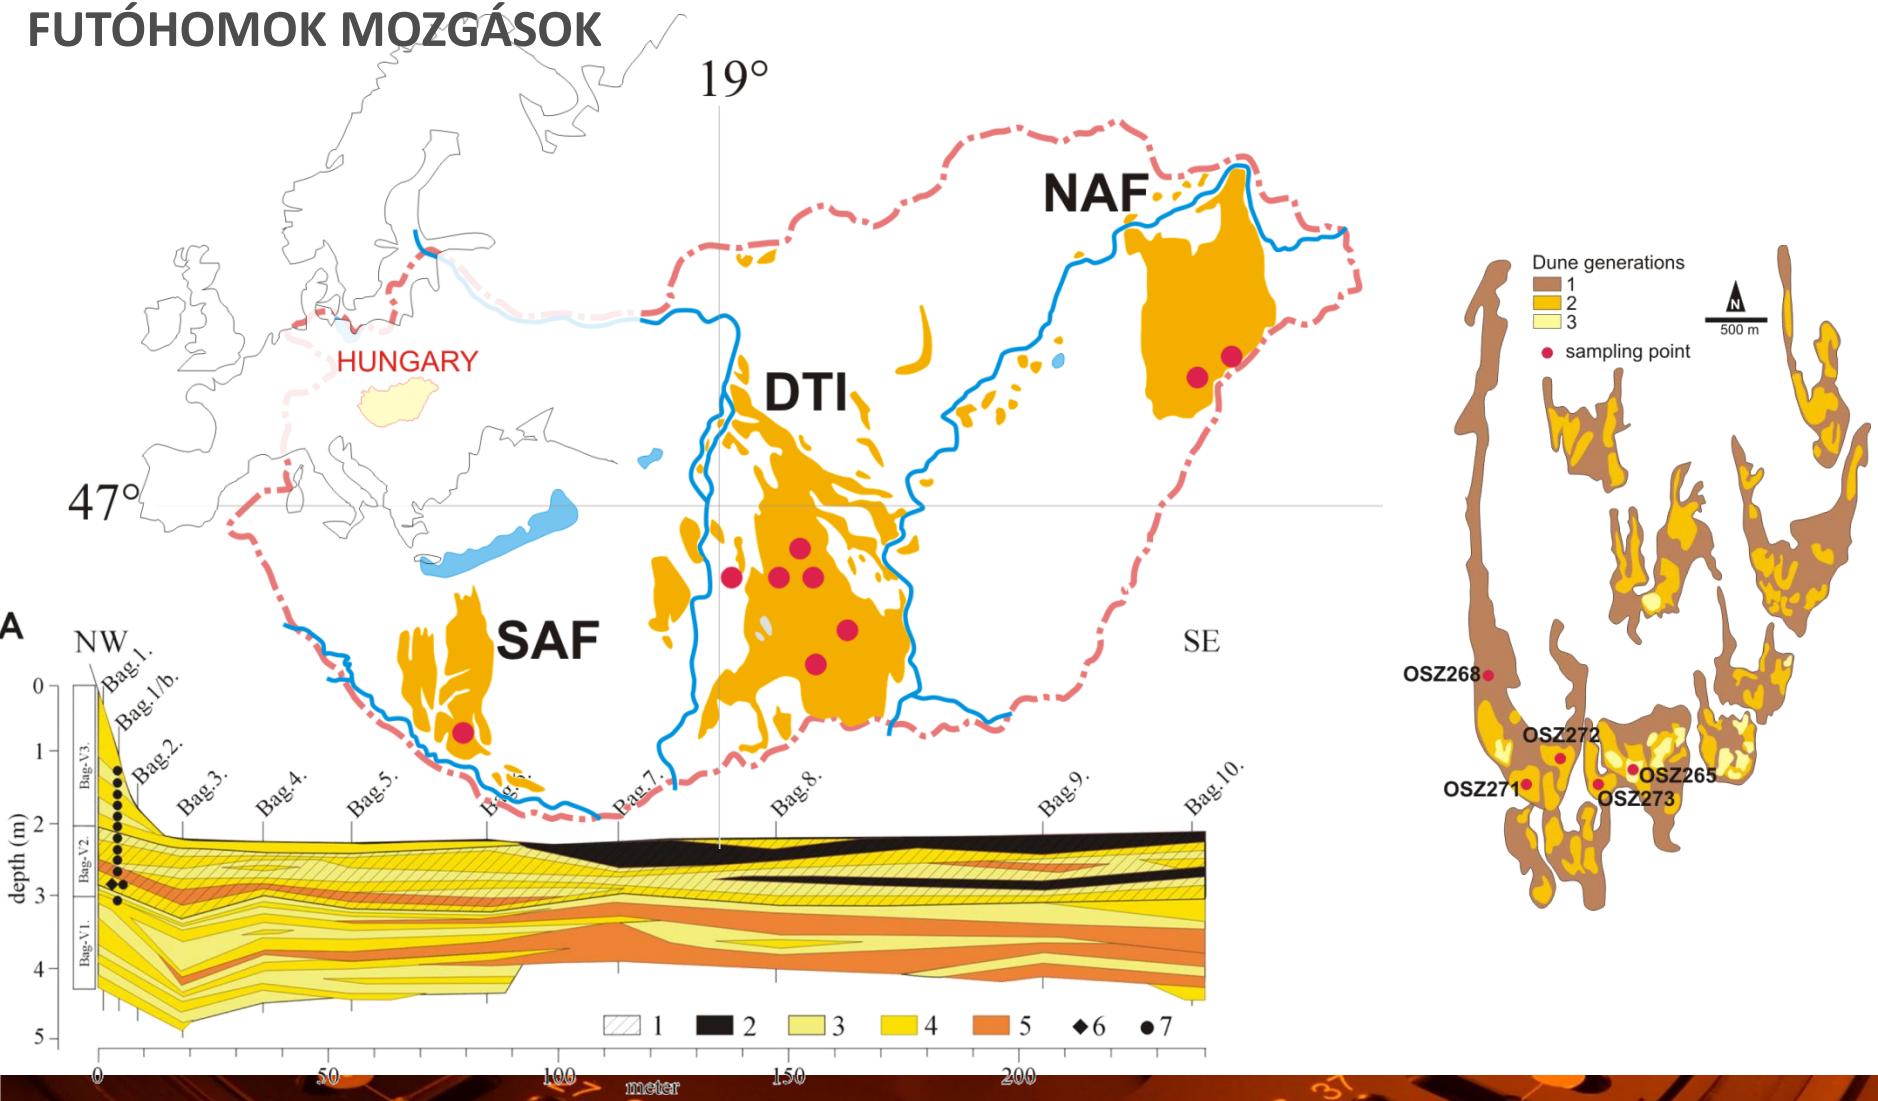 FUTÓHOMOK MOZGÁSOK
19°
NAF
HUNGARY
DTI
47°
SAF
SE
A
NW
Bag.1.
Bag.1/b.
Bag.2.
Bag.3.
Bag.4.
Bag.5.
Bag.7.
Bag.8.
Bag.9.
Bag.10.
0
1
2
3
4
5
depth (m)
Bag-V3.
Bag-V2.
Bag-V1.
1
2
3
4
5
6
7
0
50
100
150
200
meter
37
Dune generations
1
2
3
sampling point
N
500 m
OSZ268
OSZ272
OSZ271
OSZ265
OSZ273